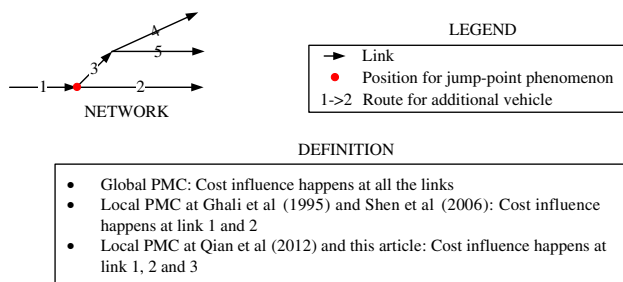 4
5
3
1
2
NETWORK
LEGEND
Link
Position for jump-point phenomenon
1->2 Route for additional vehicle
DEFINITION
• Global PMC: Cost influence happens at all the links
• Local PMC at Ghali et al (1995) and Shen et al (2006): Cost influence
happens at link 1 and 2
• Local PMC at Qian et al (2012) and this article: Cost influence happens at
link 1, 2 and 3